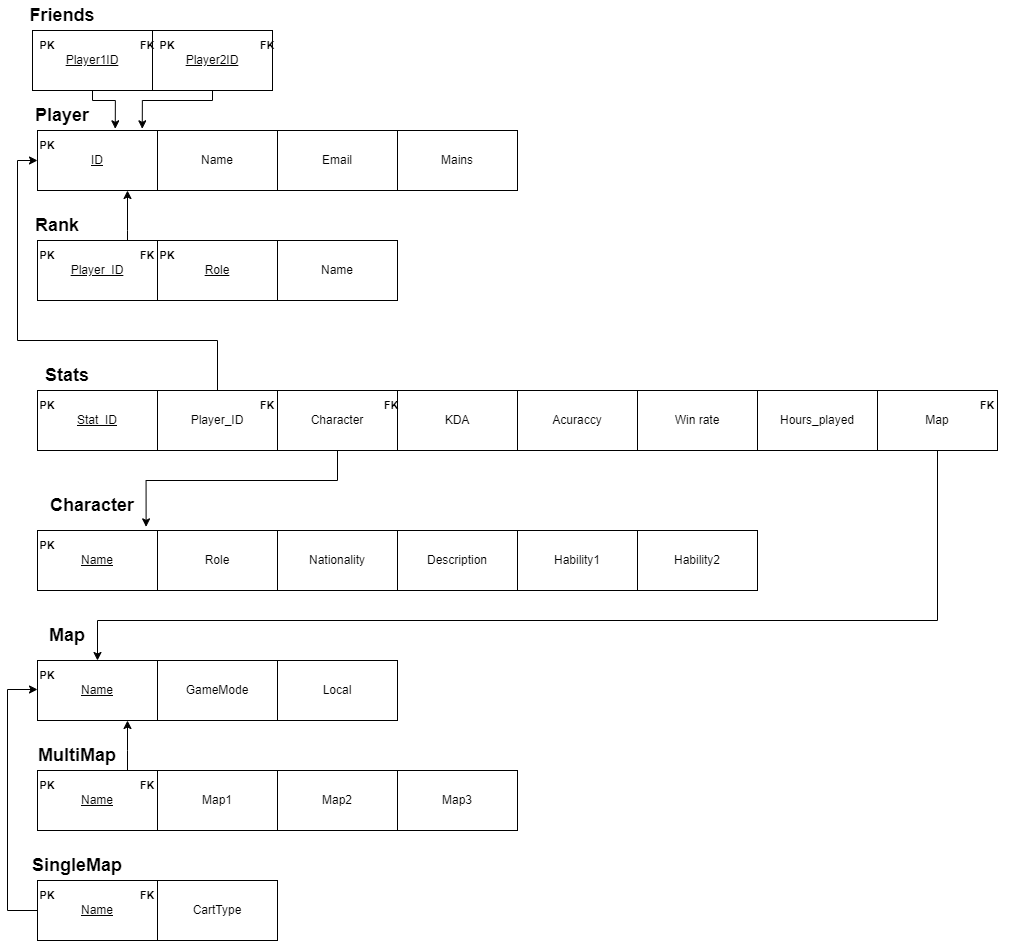 Friends
PK FK PK FK
Player1ID Player2ID
Player
PK
ID Name Email Mains
Rank
PK FK PK
Player_ID Role Name
Stats
PK FK FK FK
Stat_ID Player_ID Character KDA Acuraccy Win rate Hours_played Map
Character
PK
Name Role Nationality Description Hability1 Hability2
Map
PK
Name GameMode Local
MultiMap
PK FK
Name Map1 Map2 Map3
SingleMap
PK FK
Name CartType